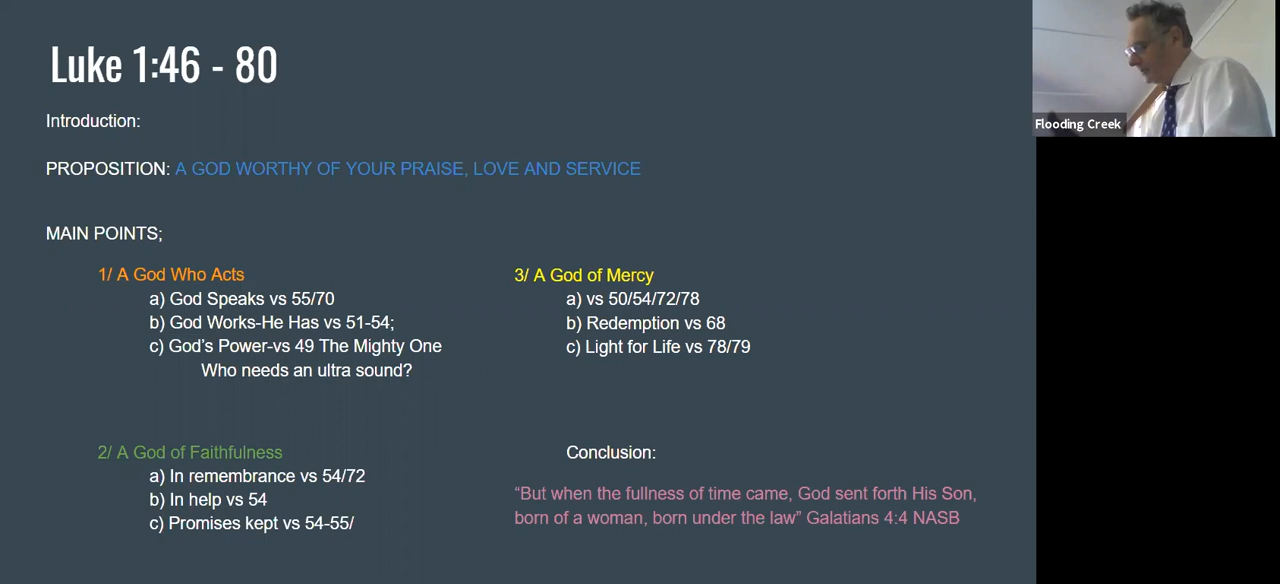 Luke 1:46 - 80
Introduction:
PROPOSITION: A GOD WORTHY OF YOUR PRAISE, LOVE AND SERVICE
MAIN POINTS;
1/ A God Who Acts
a) God Speaks vs 55/70
b) God Works-He Has vs 51-54;
c) God’s Power-vs 49 The Mighty One
Who needs an ultra sound?
2/ A God of Faithfulness
a) In remembrance vs 54/72
b) In help vs 54
c) Promises kept vs 54-55/
3/ A God of Mercy
a) vs 50/54/72/78
b) Redemption vs 68
c) Light for Life vs 78/79
Conclusion:
“But when the fullness of time came, God sent forth His Son,
born of a woman, born under the law” Galatians 4:4 NASB
Flooding Creek